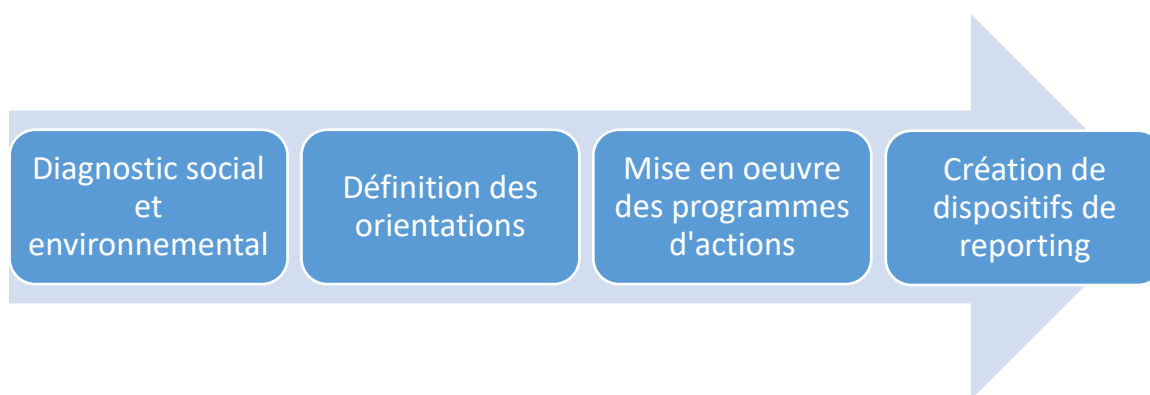 Diagnostic social
et
environnemental
Définition des
orientations
Mise en oeuvre
des programmes
d'actions
Création de
dispositifs de
reporting